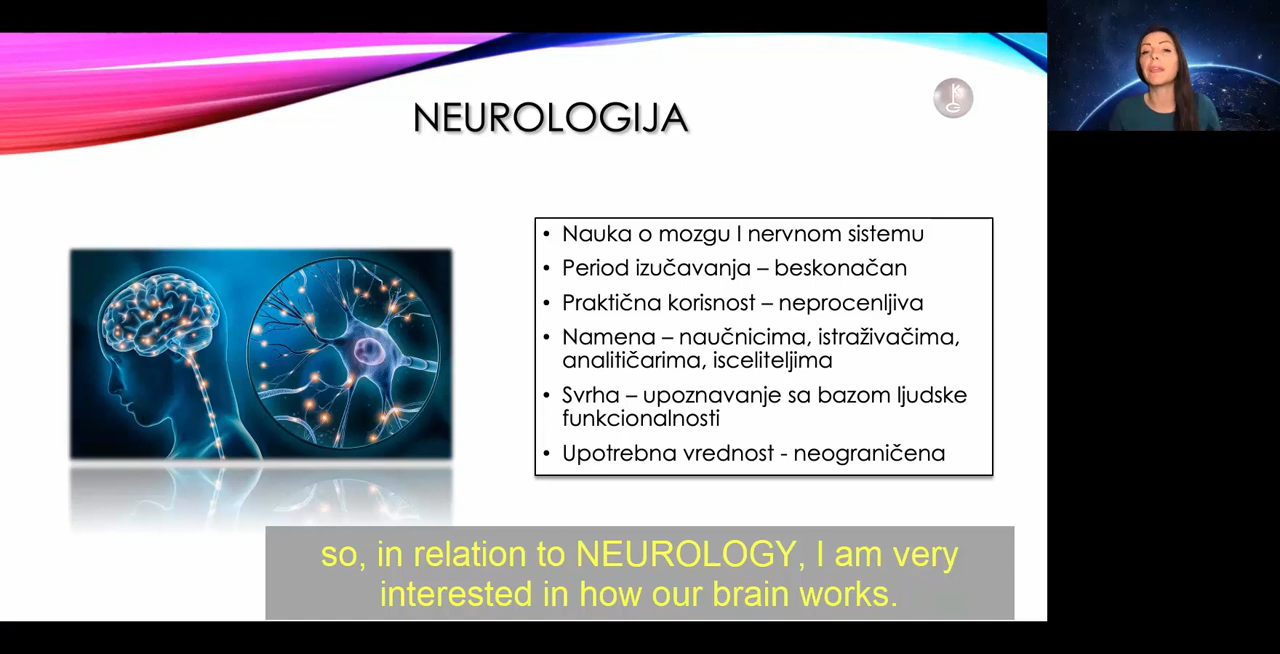 NEUROLOGIJA
KG
• Nauka o mozgu I nervnom sistemu
• Period izučavanja – beskonačan
• Praktična korisnost – neprocenljiva
• Namena – naučnicima, istraživačima,
analitičarima, isceliteljima
• Svrha – upoznavanje sa bazom ljudske
funkcionalnosti
• Upotrebna vrednost - neograničena
so, in relation to NEUROLOGY, I am very
interested in how our brain works.